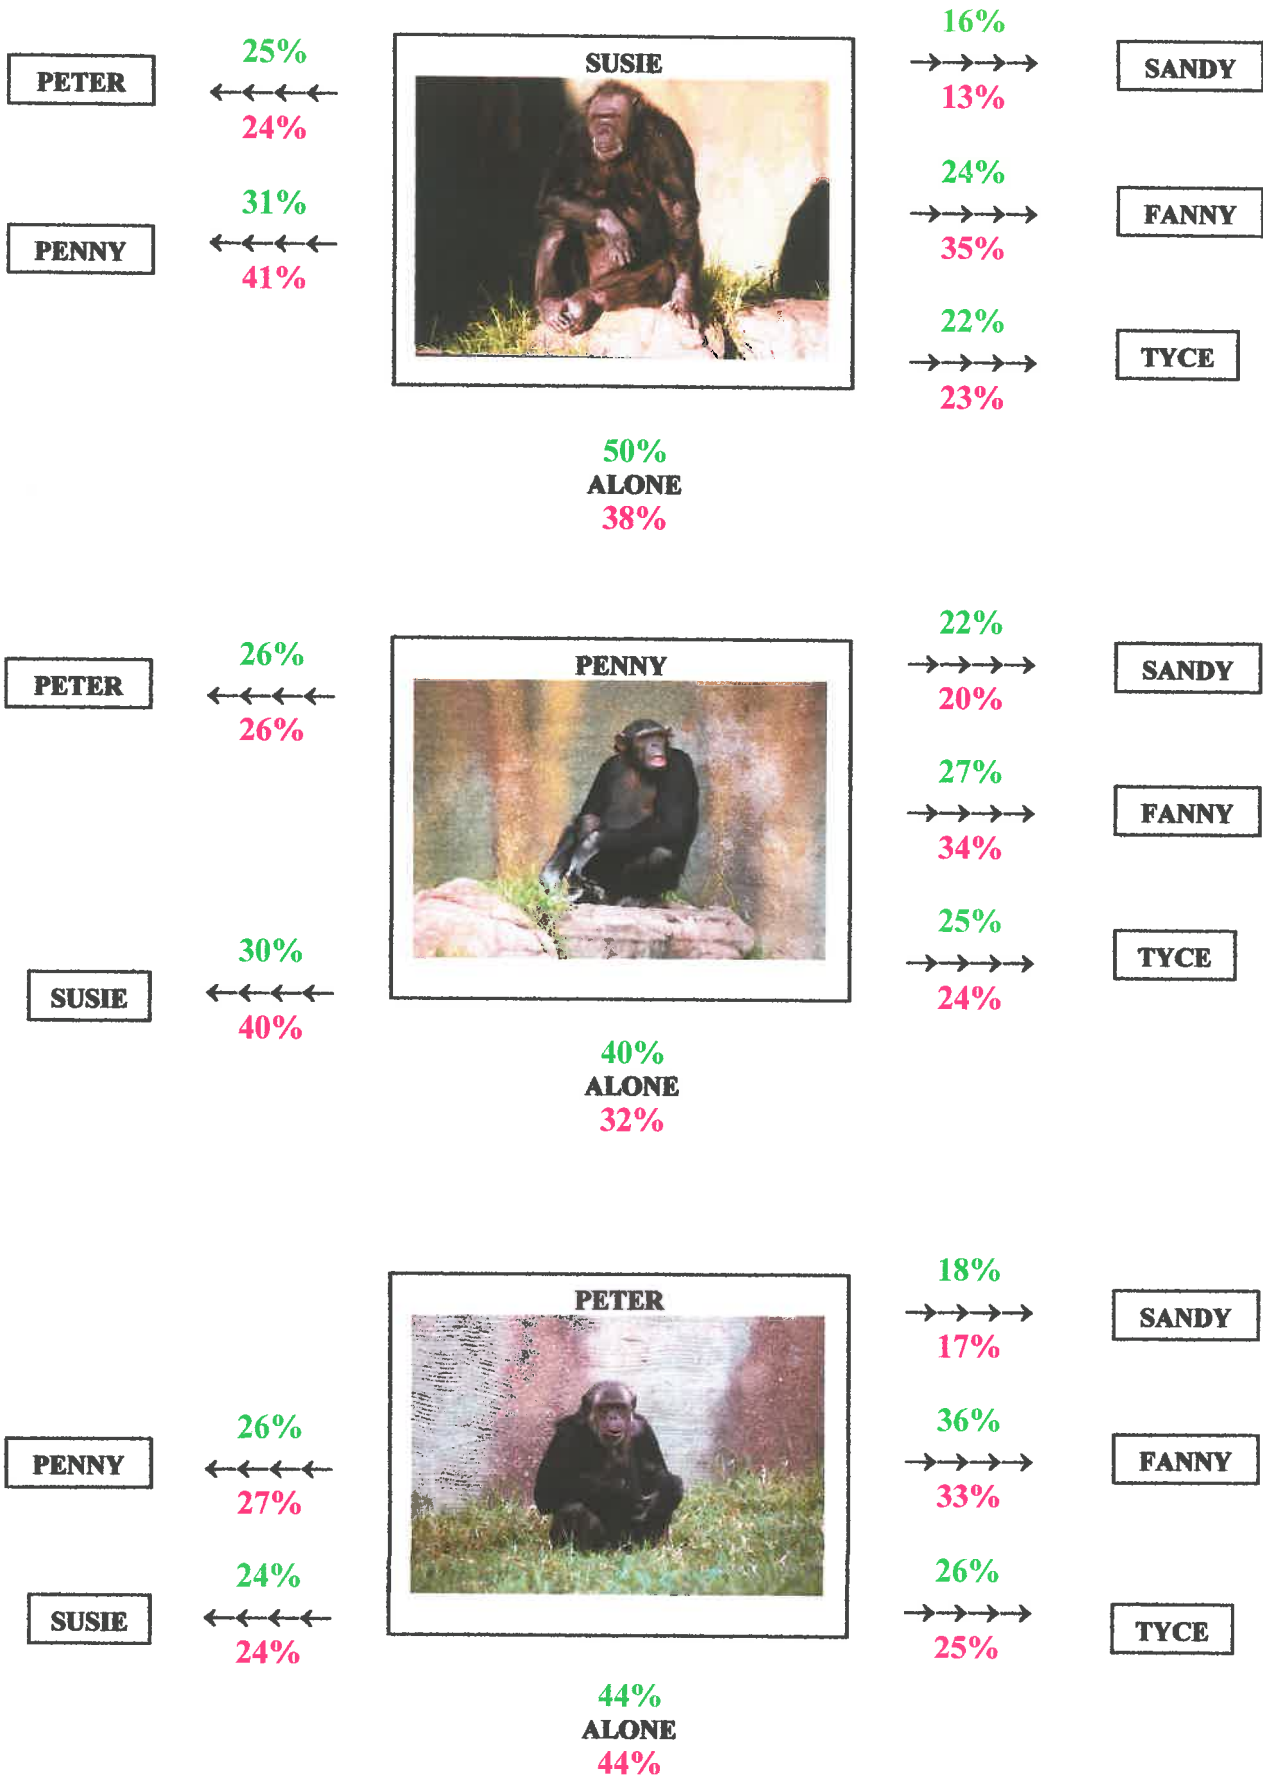 SUSIE
PETER
25%
24%
PENNY
31%
41%
16%
13%
SANDY
24%
35%
FANNY
22%
23%
TYCE
50%
ALONE
38%
PENNY
PETER
26%
26%
SUSIE
30%
40%
22%
20%
SANDY
27%
34%
FANNY
25%
24%
TYCE
40%
ALONE
32%
PETER
PENNY
26%
27%
SUSIE
24%
24%
18%
17%
SANDY
36%
33%
FANNY
26%
25%
TYCE
44%
ALONE
44%